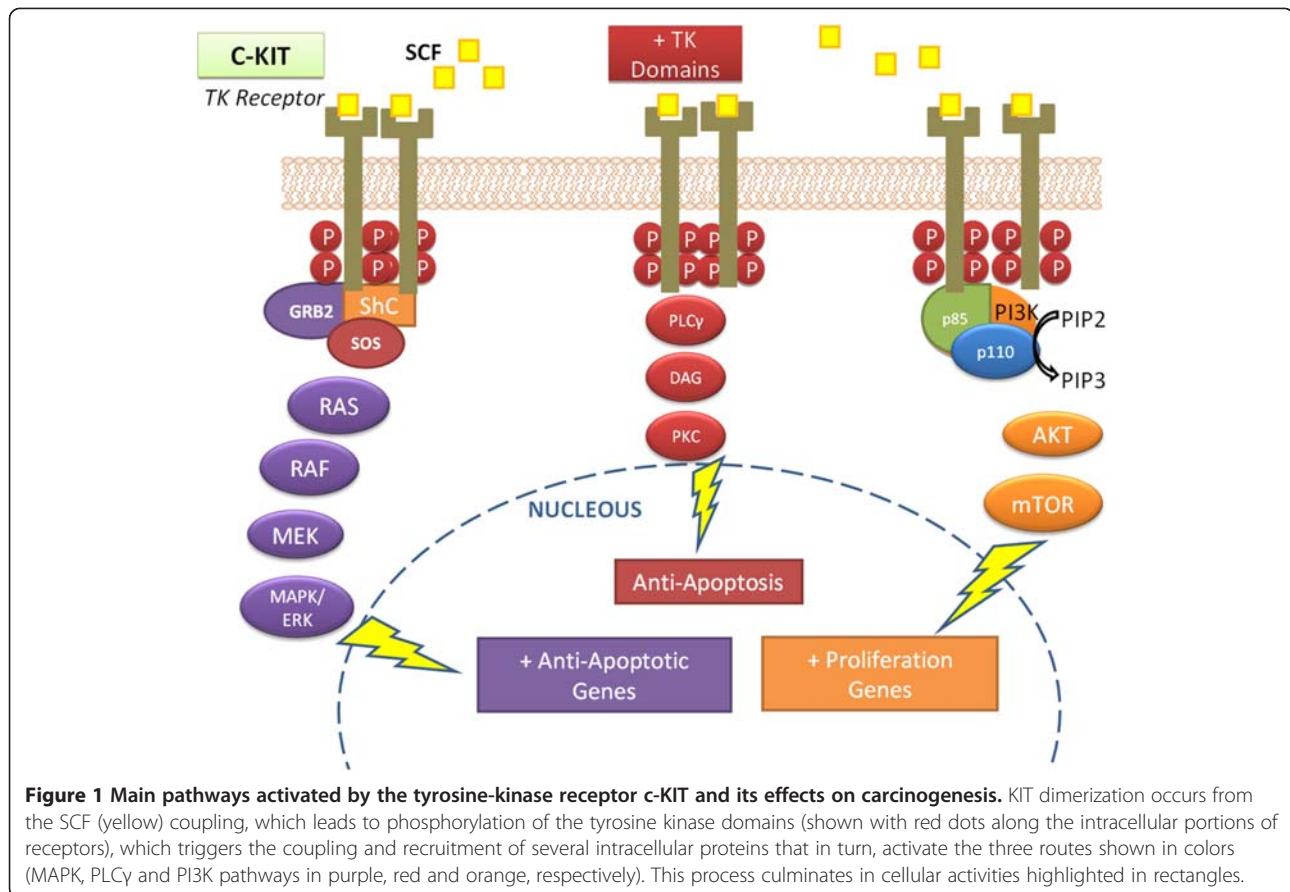 C-KIT
TK Receptor
SCF
+ TK
Domains
P P P P
P P P P
P P P P
P P P P
P P P P
P P P P
GRB2
ShC
SOS
RAS
RAF
MEK
MAPK/
ERK
PLCγ
DAG
PKC
p85
PI3K
p110
PIP2
PIP3
AKT
mTOR
NUCLEOUS
Anti-Apoptosis
+ Anti-Apoptotic
Genes
+ Proliferation
Genes
Figure 1 Main pathways activated by the tyrosine-kinase receptor c-KIT and its effects on carcinogenesis. KIT dimerization occurs from
the SCF (yellow) coupling, which leads to phosphorylation of the tyrosine kinase domains (shown with red dots along the intracellular portions of
receptors), which triggers the coupling and recruitment of several intracellular proteins that in turn, activate the three routes shown in colors
(MAPK, PLCγ and PI3K pathways in purple, red and orange, respectively). This process culminates in cellular activities highlighted in rectangles.